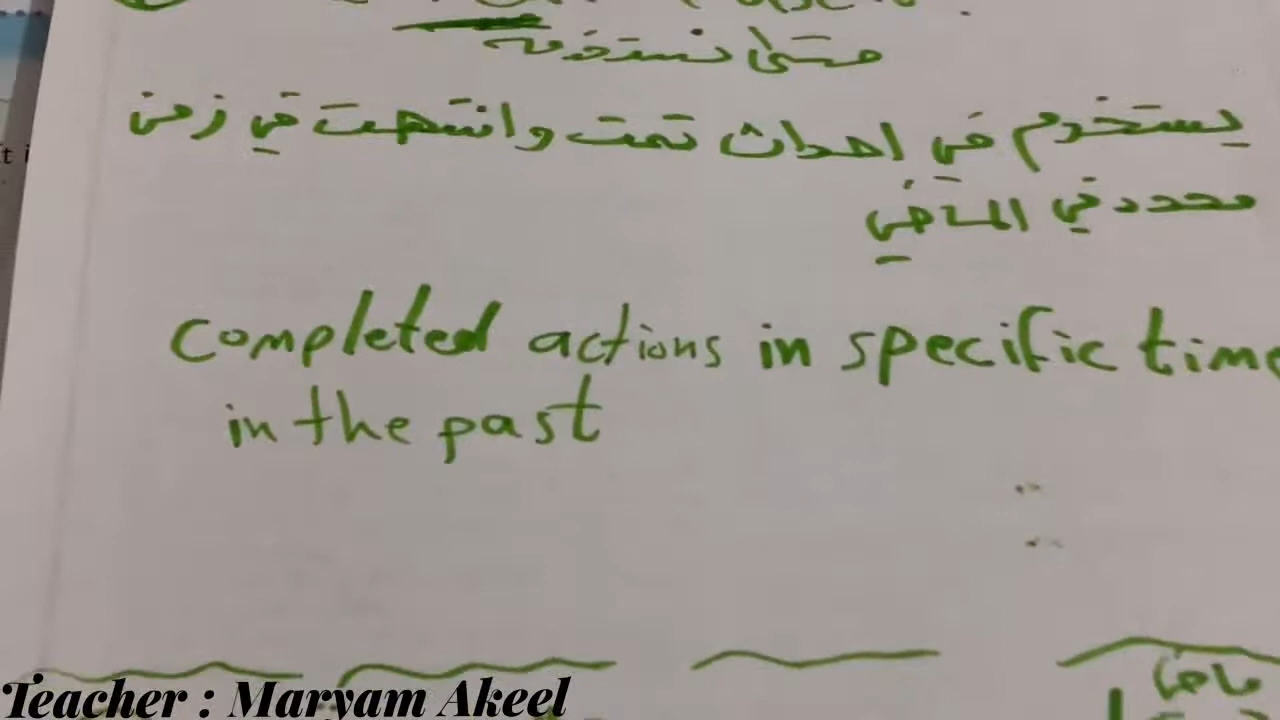 متى نستخدمه
يستخدم في احداث تمت وانتهت في زمن
محدد في الماضي
completed actions in specific time
in the past
Teacher : Maryam Akeel